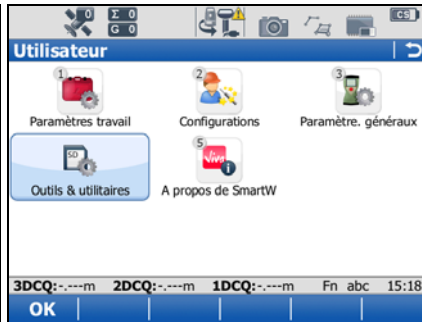 0 Σ 0 CS
G 0
Utilisateur
1 2 3
Paramètres travail Configurations Paramètre. généraux
SD 5 Viva
Outils & utilitaires A propos de SmartW
3DCQ:-.---m 2DCQ:-.---m 1DCQ:-.---m Fn abc 15:18
OK